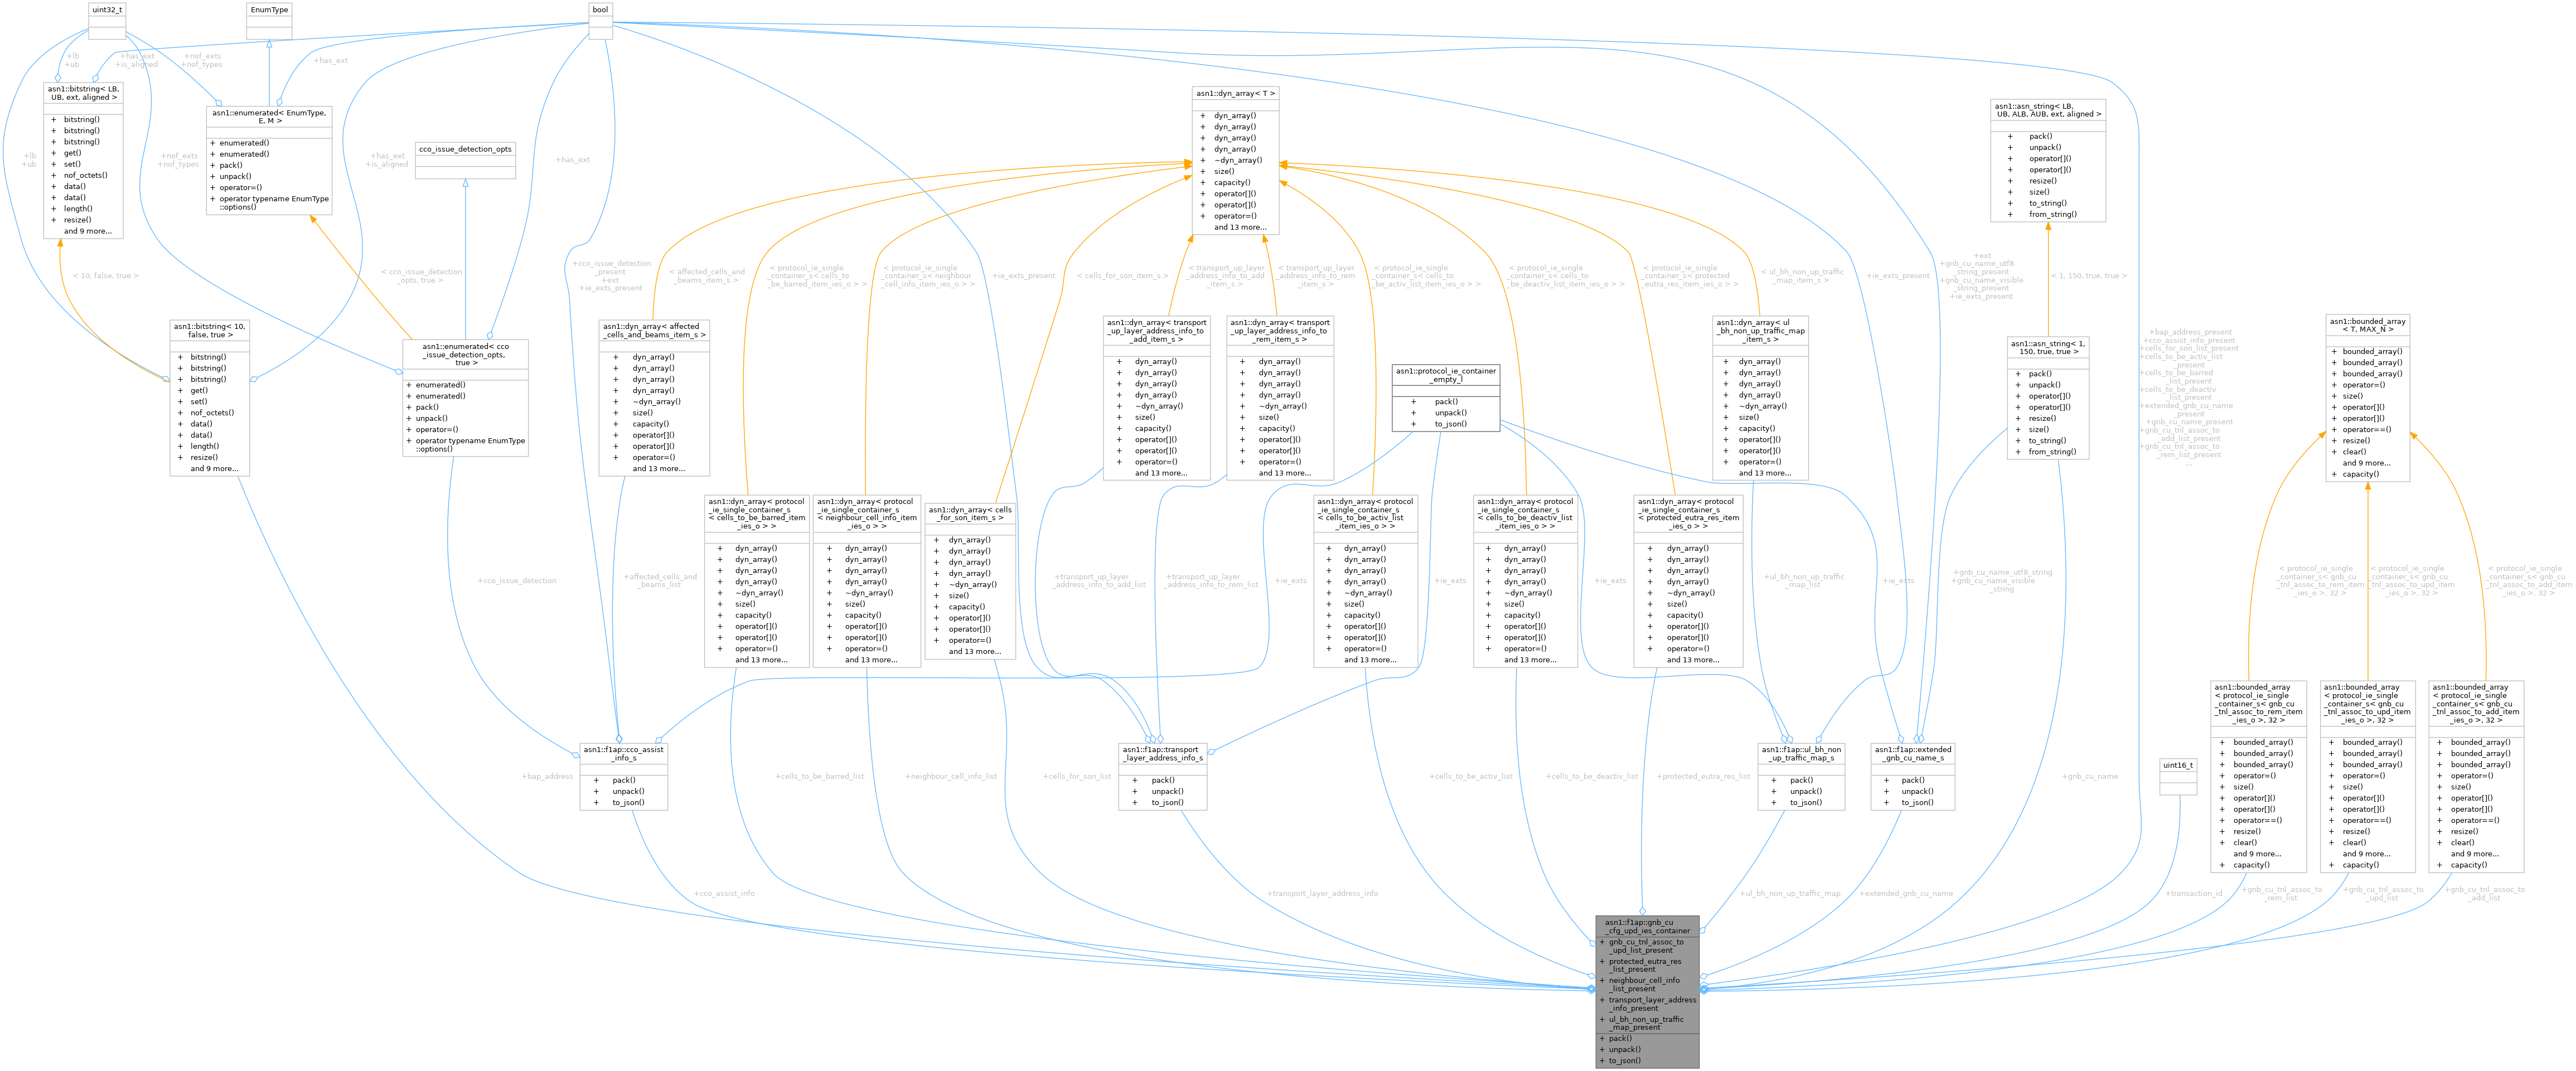 uint32_t
EnumType
bool
+lb
+ub
+has_ext
+is_aligned
+nof_exts
+nof_types
+has_ext
asn1::bitstring< LB,
UB, ext, aligned >
+ bitstring()
+ bitstring()
+ bitstring()
+ get()
+ set()
+ nof_octets()
+ data()
+ data()
+ length()
+ resize()
and 9 more...
asn1::enumerated< EnumType,
E, M >
+ enumerated()
+ enumerated()
+ pack()
+ unpack()
+ operator=()
+ operator typename EnumType
::options()
cco_issue_detection_opts
asn1::dyn_array< T >
+ dyn_array()
+ dyn_array()
+ dyn_array()
+ dyn_array()
+ ~dyn_array()
+ size()
+ capacity()
+ operator[]()
+ operator[]()
+ operator=()
and 13 more...
asn1::asn_string< LB,
UB, ALB, AUB, ext, aligned >
+ pack()
+ unpack()
+ operator[]()
+ operator[]()
+ resize()
+ size()
+ to_string()
+ from_string()
+lb
+ub
+nof_exts
+nof_types
+has_ext
+is_aligned
+has_ext
< 10, false, true >
< cco_issue_detection
_opts, true >
+cco_issue_detection
_present
+ext
+ie_exts_present
< affected_cells_and
_beams_item_s >
< protocol_ie_single
_container_s< cells_to
_be_barred_item_ies_o > >
< protocol_ie_single
_container_s< neighbour
_cell_info_item_ies_o > >
+ie_exts_present
< cells_for_son_item_s >
< transport_up_layer
_address_info_to_add
_item_s >
< transport_up_layer
_address_info_to_rem
_item_s >
< protocol_ie_single
_container_s< cells_to
_be_activ_list_item_ies_o > >
< protocol_ie_single
_container_s< cells_to
_be_deactiv_list_item_ies_o > >
< protocol_ie_single
_container_s< protected
_eutra_res_item_ies_o > >
< ul_bh_non_up_traffic
_map_item_s >
+ie_exts_present
+ext
+gnb_cu_name_utf8
_string_present
+gnb_cu_name_visible
_string_present
+ie_exts_present
< 1, 150, true, true >
asn1::bitstring< 10,
false, true >
+ bitstring()
+ bitstring()
+ bitstring()
+ get()
+ set()
+ nof_octets()
+ data()
+ data()
+ length()
+ resize()
and 9 more...
asn1::enumerated< cco
_issue_detection_opts,
true >
+ enumerated()
+ enumerated()
+ pack()
+ unpack()
+ operator=()
+ operator typename EnumType
::options()
asn1::dyn_array< affected
_cells_and_beams_item_s >
+ dyn_array()
+ dyn_array()
+ dyn_array()
+ dyn_array()
+ ~dyn_array()
+ size()
+ capacity()
+ operator[]()
+ operator[]()
+ operator=()
and 13 more...
asn1::dyn_array< transport
_up_layer_address_info_to
_add_item_s >
+ dyn_array()
+ dyn_array()
+ dyn_array()
+ dyn_array()
+ ~dyn_array()
+ size()
+ capacity()
+ operator[]()
+ operator[]()
+ operator=()
and 13 more...
asn1::dyn_array< transport
_up_layer_address_info_to
_rem_item_s >
+ dyn_array()
+ dyn_array()
+ dyn_array()
+ dyn_array()
+ ~dyn_array()
+ size()
+ capacity()
+ operator[]()
+ operator[]()
+ operator=()
and 13 more...
asn1::protocol_ie_container
_empty_l
+ pack()
+ unpack()
+ to_json()
asn1::dyn_array< ul
_bh_non_up_traffic_map
_item_s >
+ dyn_array()
+ dyn_array()
+ dyn_array()
+ dyn_array()
+ ~dyn_array()
+ size()
+ capacity()
+ operator[]()
+ operator[]()
+ operator=()
and 13 more...
asn1::asn_string< 1,
150, true, true >
+ pack()
+ unpack()
+ operator[]()
+ operator[]()
+ resize()
+ size()
+ to_string()
+ from_string()
+bap_address_present
+cco_assist_info_present
+cells_for_son_list_present
+cells_to_be_activ_list
_present
+cells_to_be_barred
_list_present
+cells_to_be_deactiv
_list_present
+extended_gnb_cu_name
_present
+gnb_cu_name_present
+gnb_cu_tnl_assoc_to
_add_list_present
+gnb_cu_tnl_assoc_to
_rem_list_present
...
asn1::bounded_array
< T, MAX_N >
+ bounded_array()
+ bounded_array()
+ bounded_array()
+ operator=()
+ size()
+ operator[]()
+ operator[]()
+ operator==()
+ resize()
+ clear()
and 9 more...
+ capacity()
asn1::dyn_array< protocol
_ie_single_container_s
< cells_to_be_barred_item
_ies_o > >
+ dyn_array()
+ dyn_array()
+ dyn_array()
+ dyn_array()
+ ~dyn_array()
+ size()
+ capacity()
+ operator[]()
+ operator[]()
+ operator=()
and 13 more...
asn1::dyn_array< protocol
_ie_single_container_s
< neighbour_cell_info_item
_ies_o > >
+ dyn_array()
+ dyn_array()
+ dyn_array()
+ dyn_array()
+ ~dyn_array()
+ size()
+ capacity()
+ operator[]()
+ operator[]()
+ operator=()
and 13 more...
asn1::dyn_array< cells
_for_son_item_s >
+ dyn_array()
+ dyn_array()
+ dyn_array()
+ dyn_array()
+ ~dyn_array()
+ size()
+ capacity()
+ operator[]()
+ operator[]()
+ operator=()
and 13 more...
asn1::dyn_array< protocol
_ie_single_container_s
< cells_to_be_activ_list
_item_ies_o > >
+ dyn_array()
+ dyn_array()
+ dyn_array()
+ dyn_array()
+ ~dyn_array()
+ size()
+ capacity()
+ operator[]()
+ operator[]()
+ operator=()
and 13 more...
asn1::dyn_array< protocol
_ie_single_container_s
< cells_to_be_deactiv_list
_item_ies_o > >
+ dyn_array()
+ dyn_array()
+ dyn_array()
+ dyn_array()
+ ~dyn_array()
+ size()
+ capacity()
+ operator[]()
+ operator[]()
+ operator=()
and 13 more...
asn1::dyn_array< protocol
_ie_single_container_s
< protected_eutra_res_item
_ies_o > >
+ dyn_array()
+ dyn_array()
+ dyn_array()
+ dyn_array()
+ ~dyn_array()
+ size()
+ capacity()
+ operator[]()
+ operator[]()
+ operator=()
and 13 more...
+cco_issue_detection
+affected_cells_and
_beams_list
+transport_up_layer
_address_info_to_add_list
+transport_up_layer
_address_info_to_rem_list
+ie_exts
+ie_exts
+ie_exts
+ul_bh_non_up_traffic
_map_list
+ie_exts
+gnb_cu_name_utf8_string
+gnb_cu_name_visible
_string
< protocol_ie_single
_container_s< gnb_cu
_tnl_assoc_to_rem_item
_ies_o >, 32 >
< protocol_ie_single
_container_s< gnb_cu
_tnl_assoc_to_upd_item
_ies_o >, 32 >
< protocol_ie_single
_container_s< gnb_cu
_tnl_assoc_to_add_item
_ies_o >, 32 >
+bap_address
asn1::f1ap::cco_assist
_info_s
+ pack()
+ unpack()
+ to_json()
+cells_to_be_barred_list
+neighbour_cell_info_list
+cells_for_son_list
asn1::f1ap::transport
_layer_address_info_s
+ pack()
+ unpack()
+ to_json()
+cells_to_be_activ_list
+cells_to_be_deactiv_list
+protected_eutra_res_list
asn1::f1ap::ul_bh_non
_up_traffic_map_s
+ pack()
+ unpack()
+ to_json()
asn1::f1ap::extended
_gnb_cu_name_s
+ pack()
+ unpack()
+ to_json()
+gnb_cu_name
uint16_t
asn1::bounded_array
< protocol_ie_single
_container_s< gnb_cu
_tnl_assoc_to_rem_item
_ies_o >, 32 >
+ bounded_array()
+ bounded_array()
+ bounded_array()
+ operator=()
+ size()
+ operator[]()
+ operator[]()
+ operator==()
+ resize()
+ clear()
and 9 more...
+ capacity()
asn1::bounded_array
< protocol_ie_single
_container_s< gnb_cu
_tnl_assoc_to_upd_item
_ies_o >, 32 >
+ bounded_array()
+ bounded_array()
+ bounded_array()
+ operator=()
+ size()
+ operator[]()
+ operator[]()
+ operator==()
+ resize()
+ clear()
and 9 more...
+ capacity()
asn1::bounded_array
< protocol_ie_single
_container_s< gnb_cu
_tnl_assoc_to_add_item
_ies_o >, 32 >
+ bounded_array()
+ bounded_array()
+ bounded_array()
+ operator=()
+ size()
+ operator[]()
+ operator[]()
+ operator==()
+ resize()
+ clear()
and 9 more...
+ capacity()
+cco_assist_info
+transport_layer_address_info
+ul_bh_non_up_traffic_map
+extended_gnb_cu_name
+transaction_id
+gnb_cu_tnl_assoc_to
_rem_list
+gnb_cu_tnl_assoc_to
_upd_list
+gnb_cu_tnl_assoc_to
_add_list
asn1::f1ap::gnb_cu
_cfg_upd_ies_container
+ gnb_cu_tnl_assoc_to
_upd_list_present
+ protected_eutra_res
_list_present
+ neighbour_cell_info
_list_present
+ transport_layer_address
_info_present
+ ul_bh_non_up_traffic
_map_present
+ pack()
+ unpack()
+ to_json()